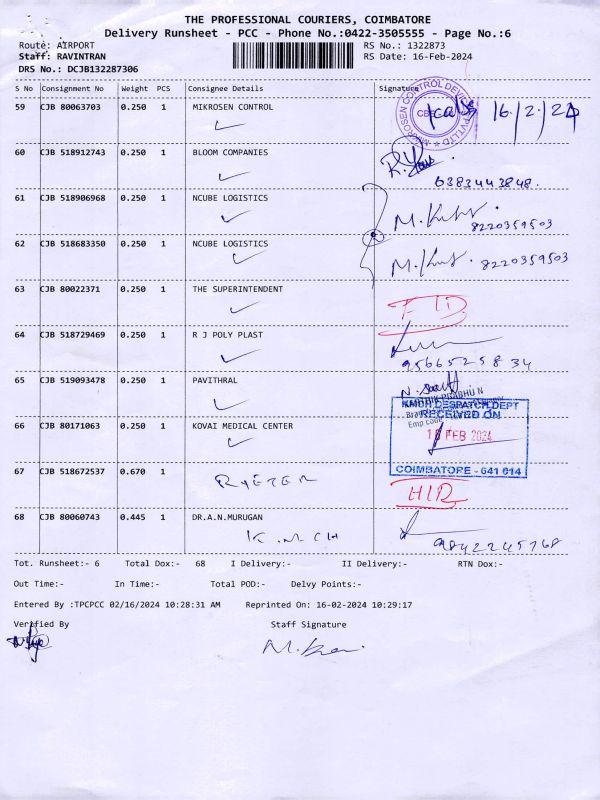 THE PROFESSIONAL COURIERS, COIMBATORE
Delivery Runsheet - PCC - Phone No.:0422-3505555 - Page No.:6
Route: AIRPORT RS No.: 1322873
Staff: RAVINTRAN RS Date: 16-Feb-2024
DRS No.: DCJB132287306
S No Consignment No Weight PCS Consignee Details Signature
59 CJB 80063703 0.250 1 MIKROSEN CONTROL
16/2/24
60 CJB 518912743 0.250 1 BLOOM COMPANIES
6383443848.
61 CJB 518906968 0.250 1 NCUBE LOGISTICS
8220359503
62 CJB 518683350 0.250 1 NCUBE LOGISTICS
8220359503
63 CJB 80022371 0.250 1 THE SUPERINTENDENT
64 CJB 518729469 0.250 1 R J POLY PLAST
9566525834
65 CJB 519093478 0.250 1 PAVITHRAL
KMCH DESPATCH DEPT
RECEIVED ON
66 CJB 80171063 0.250 1 KOVAI MEDICAL CENTER
FEB 2024
COIMBATORE - 641 014
67 CJB 518672537 0.670 1
68 CJB 80060743 0.445 1 DR.A.N.MURUGAN
K.MCH
9842245768
Tot. Runsheet:- 6 Total Dox:- 68 I Delivery:- II Delivery:- RTN Dox:-
Out Time:- In Time:- Total POD:- Delvy Points:-
Entered By :TPCPCC 02/16/2024 10:28:31 AM Reprinted On: 16-02-2024 10:29:17
Verified By Staff Signature